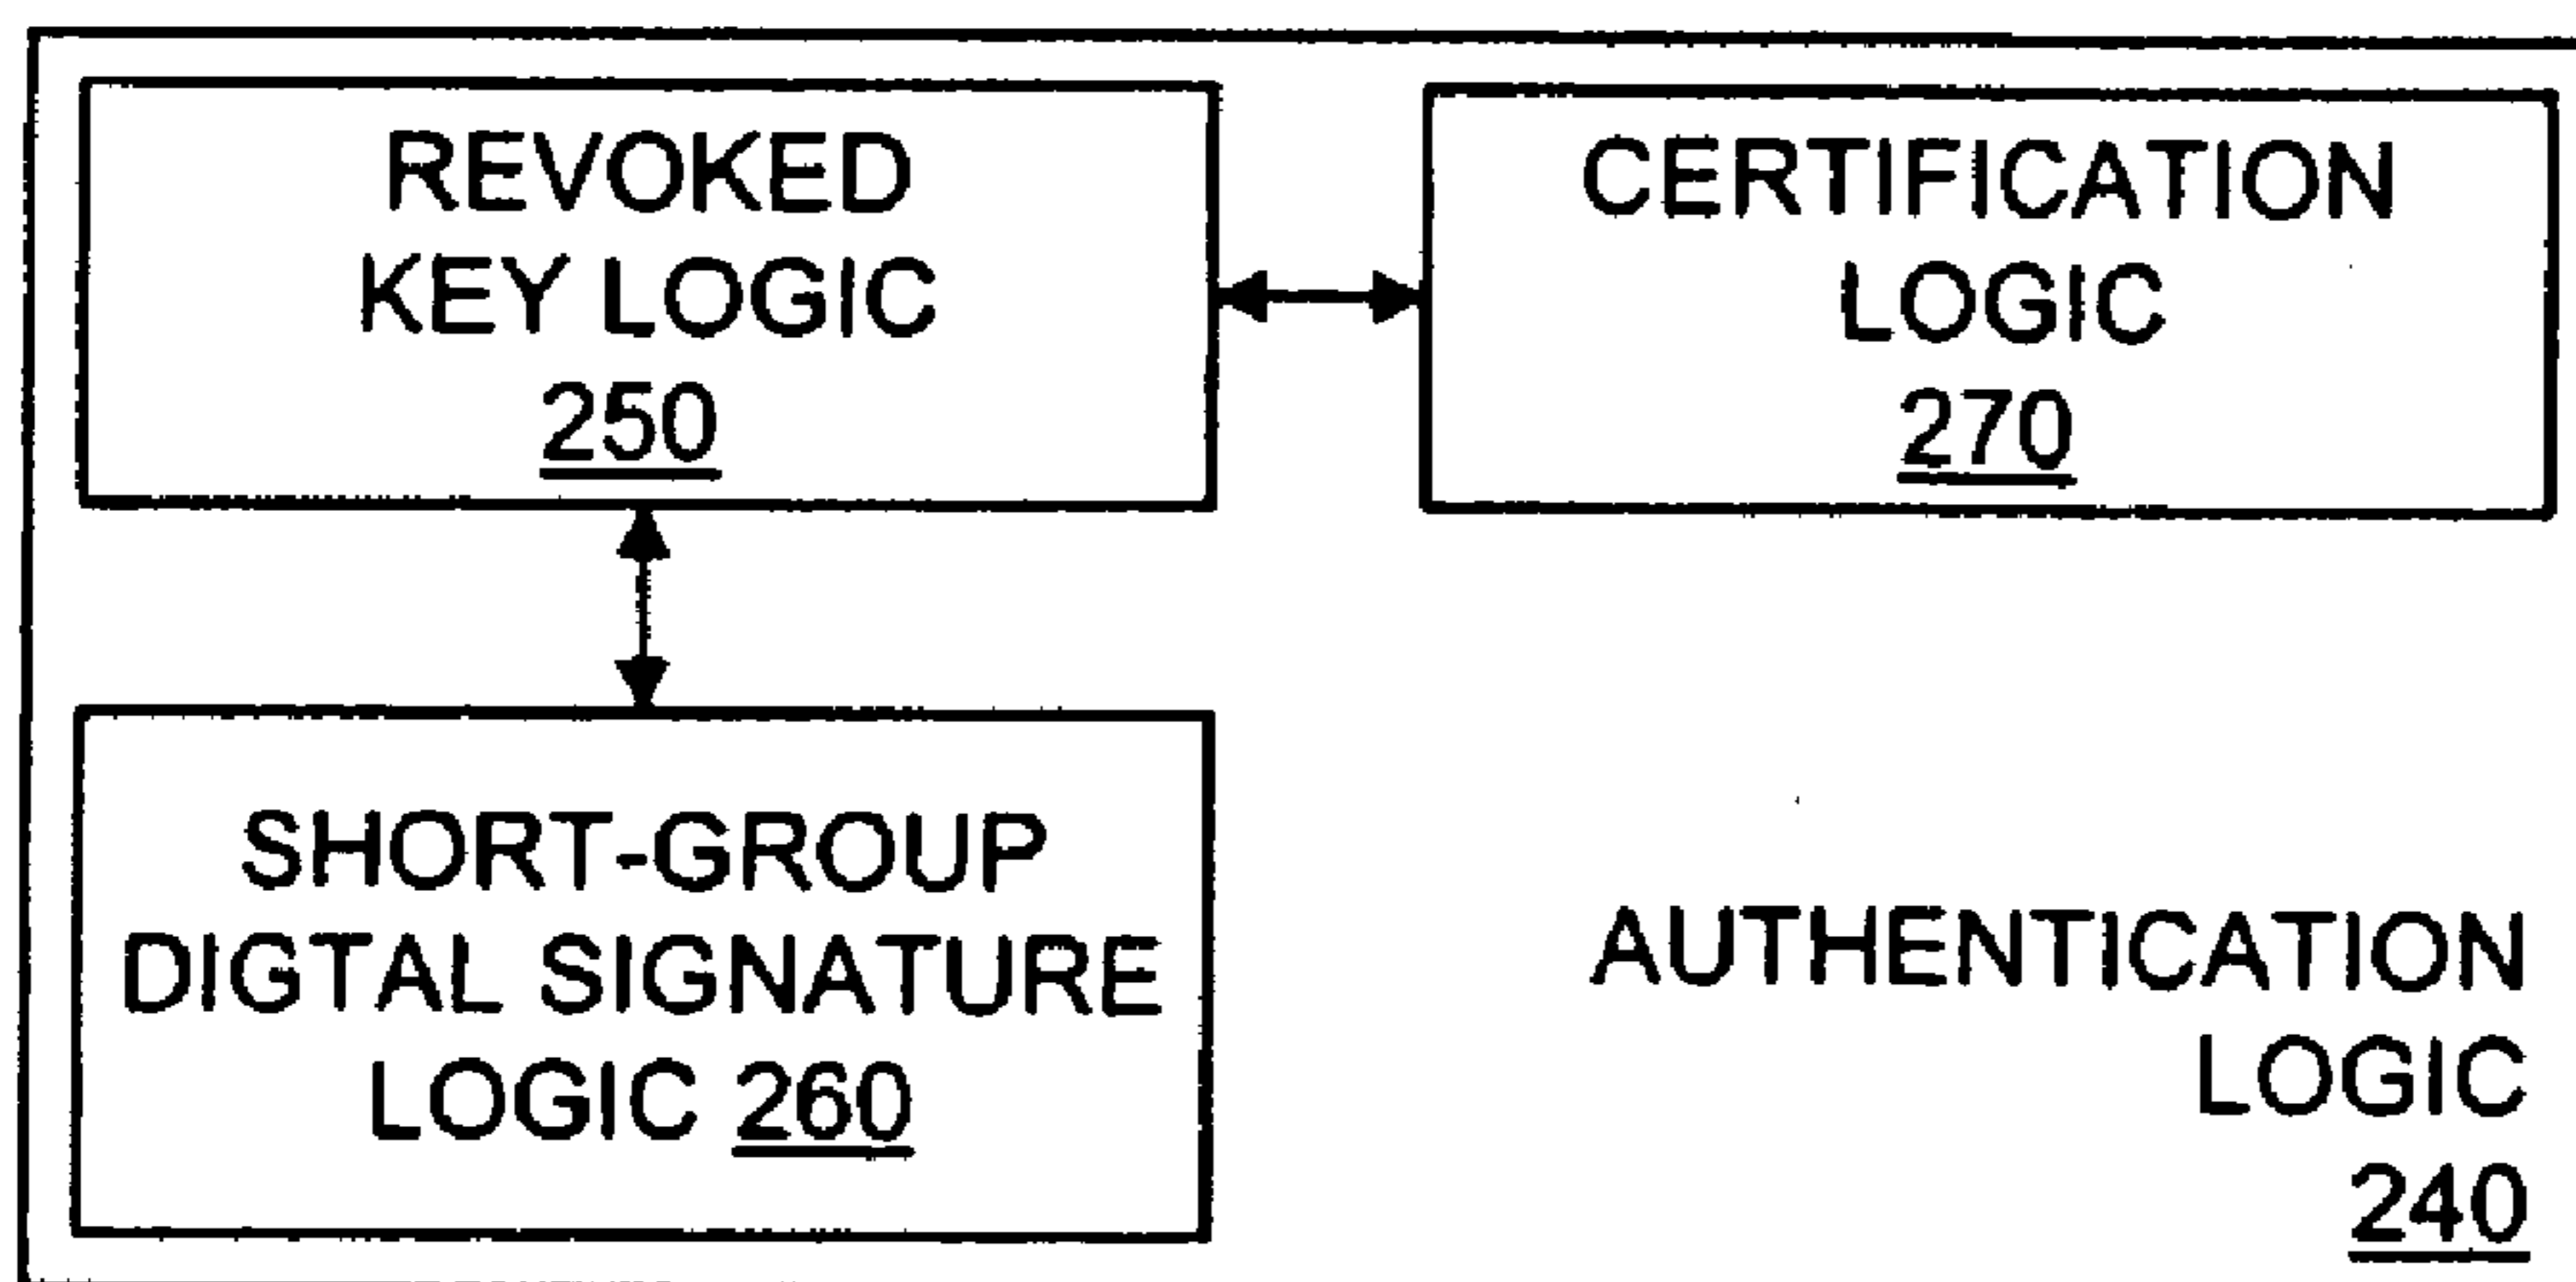 REVOKED
KEY LOGIC
250
CERTIFICATION
LOGIC
270
SHORT-GROUP
DIGTAL SIGNATURE
LOGIC 260
AUTHENTICATION
LOGIC
240